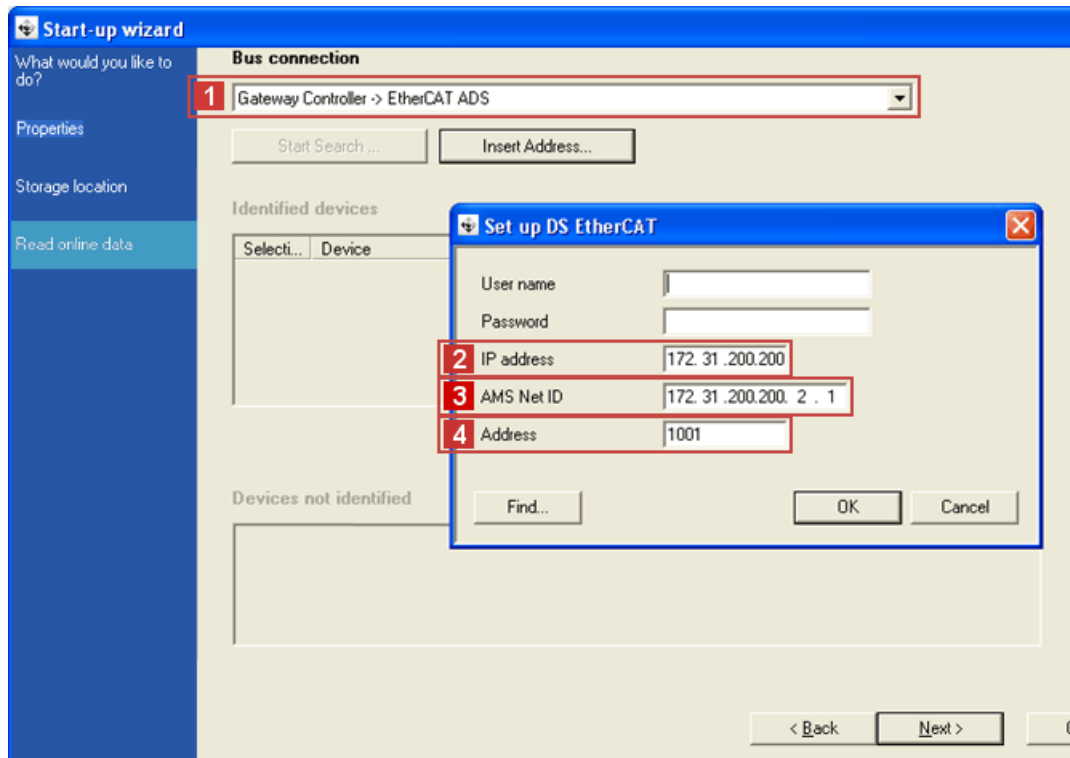 Start-up wizard
What would you like to
do?
Properties
Storage location
Read online data
Bus connection
1
Gateway Controller -> EtherCAT ADS
Start Search ...
Insert Address...
Identified devices
Selecti...
Device
Set up DS EtherCAT
User name
Password
2
IP address
172. 31 .200.200
3
AMS Net ID
172. 31 .200.200. 2 . 1
4
Address
1001
Find...
OK
Cancel
Devices not identified
< Back
Next >